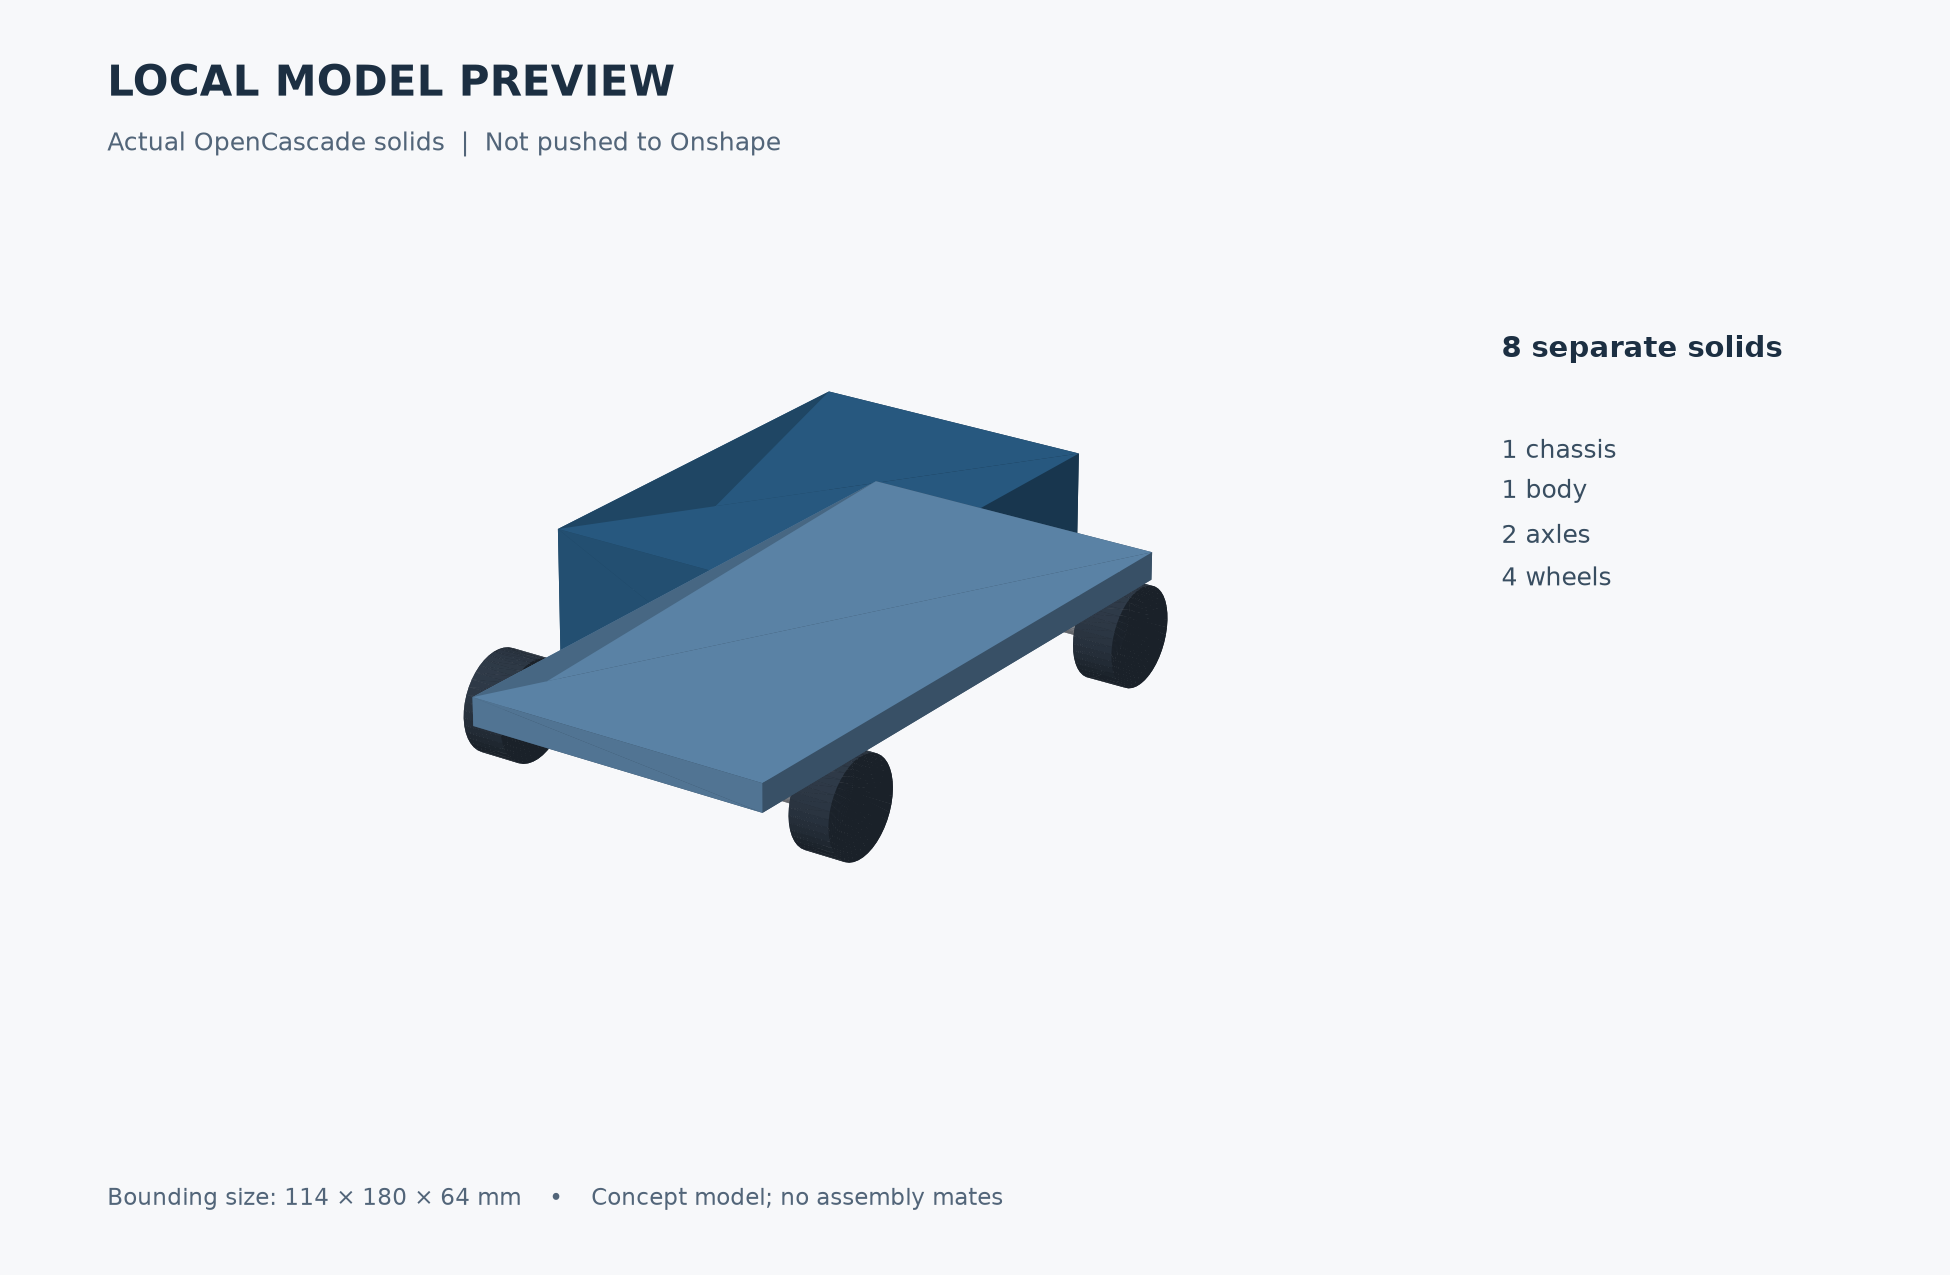 LOCAL MODEL PREVIEW
Actual OpenCascade solids | Not pushed to Onshape
8 separate solids
1 chassis
1 body
2 axles
4 wheels
Bounding size: 114 × 180 × 64 mm • Concept model; no assembly mates